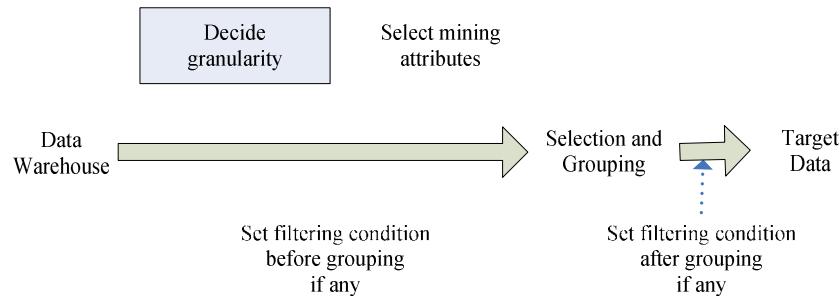 Decide
granularity
Select mining
attributes
Data
Warehouse
Selection and
Grouping
Target
Data
Set filtering condition
before grouping
if any
Set filtering condition
after grouping
if any